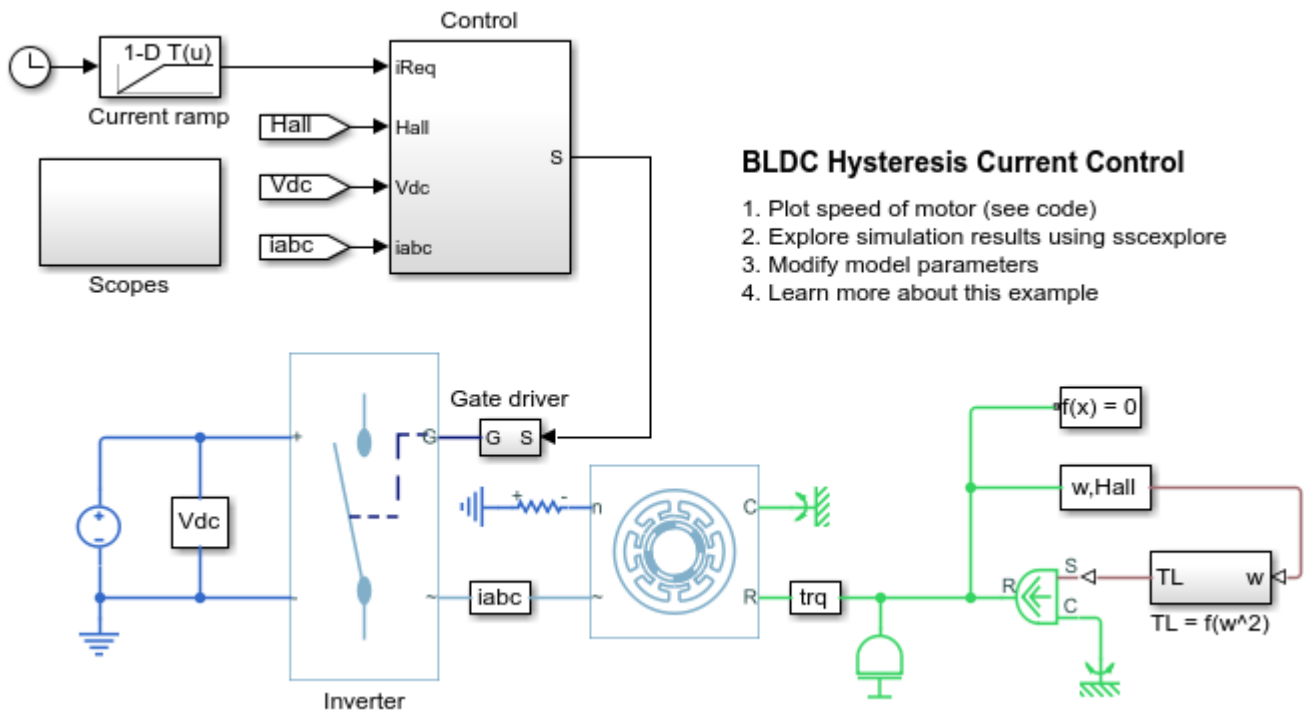 Control
1-D T(u)
iReq
Current ramp
Hall
Hall
S
Vdc
Vdc
iabc
iabc
Scopes
BLDC Hysteresis Current Control
1. Plot speed of motor (see code)
2. Explore simulation results using sscexplore
3. Modify model parameters
4. Learn more about this example
Gate driver
f(x) = 0
+
G
G S
+
Vdc
+ -
n
C
w,Hall
-
~
iabc
~
R
trq
R
S
C
TL w
TL = f(w^2)
Inverter